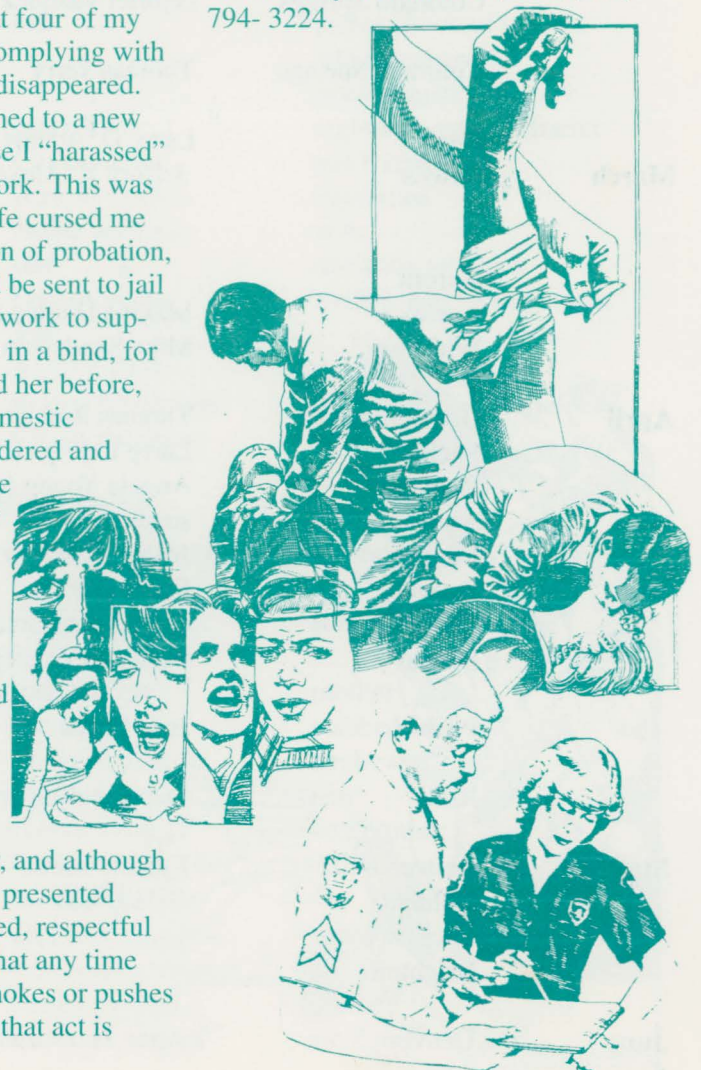 t four of my
omplying with
disappeared.
ned to a new
e I “harassed”
ork. This was
fe cursed me
n of probation,
be sent to jail
work to sup-
in a bind, for
d her before,
mestic
dered and
e
d
, and although
presented
ed, respectful
hat any time
hokes or pushes
that act is
794- 3224.